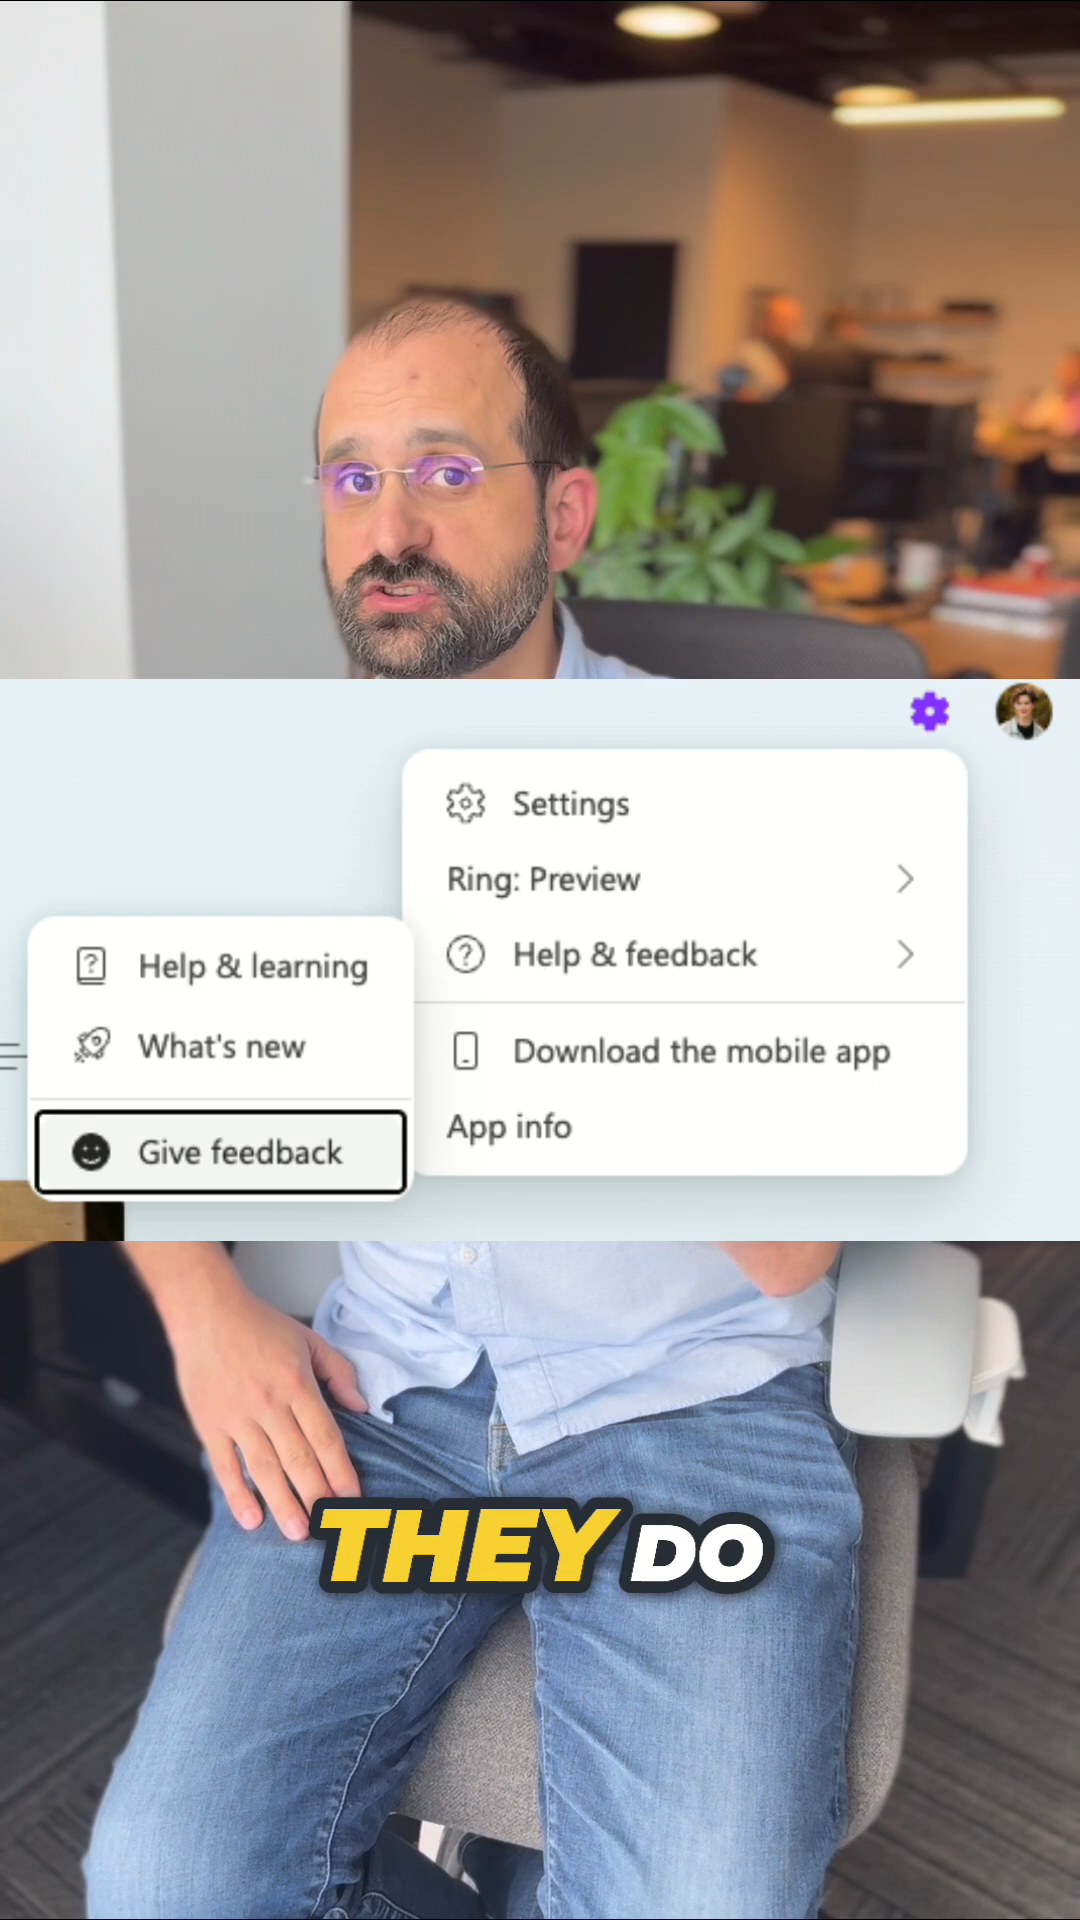 Settings
Ring: Preview
Help & feedback
Download the mobile app
App info
Help & learning
What's new
Give feedback
THEY DO